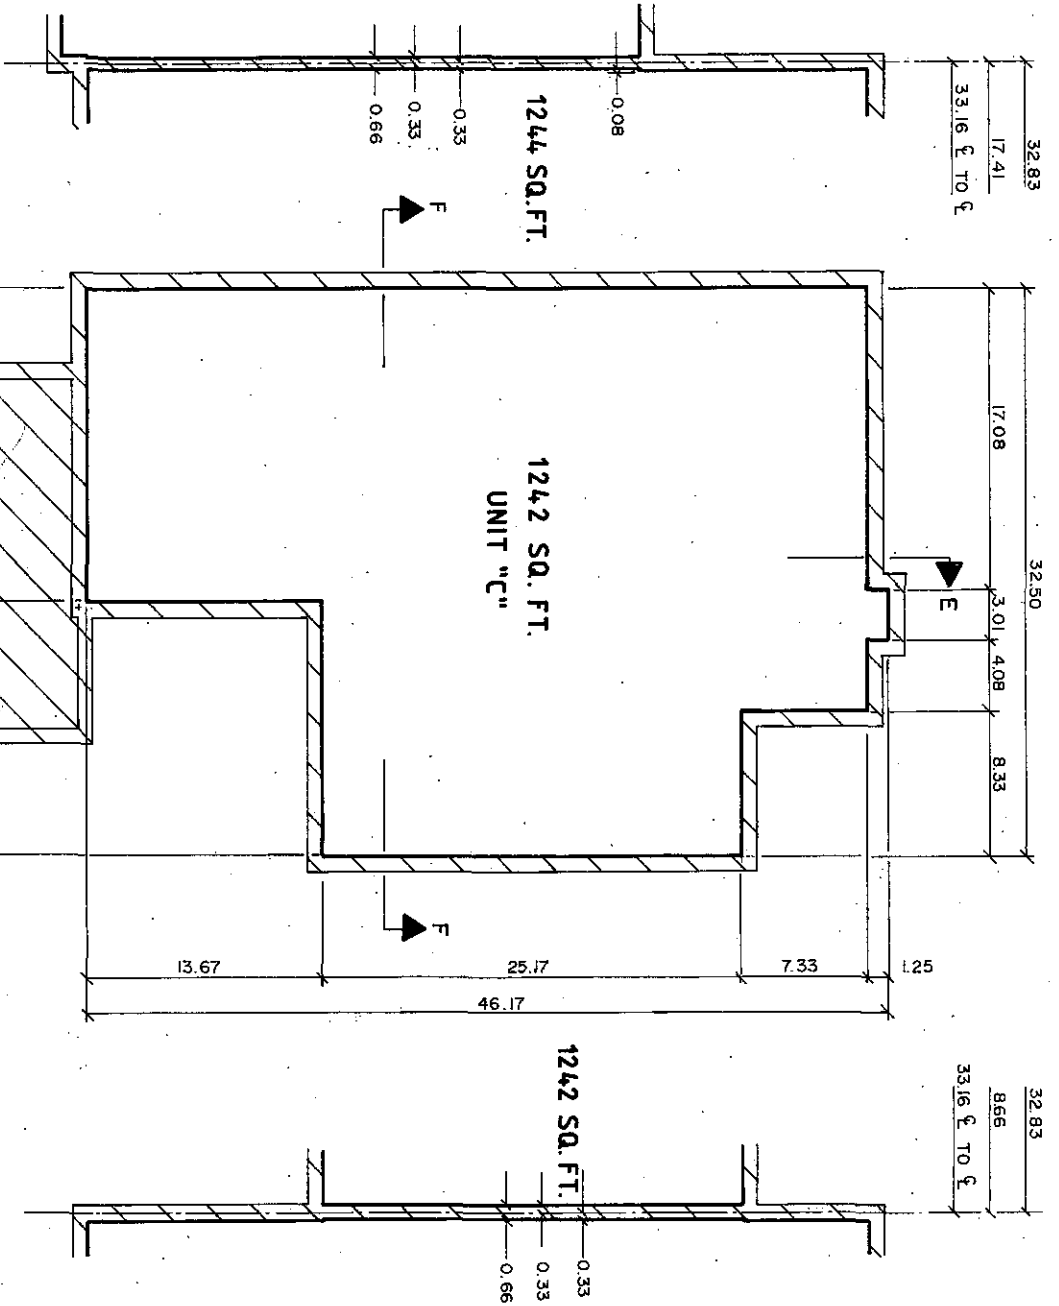 32.83
17.41
33.16 ℄ TO ℄
0.08
0.33
0.33
0.66
1244 SQ.FT.
F
32.50
17.08
3.01
4.08
8.33
E
1242 SQ. FT.
UNIT "C"
F
13.67
25.17
7.33
1.25
46.17
32.83
8.66
33.16 ℄ TO ℄
1242 SQ. FT.
0.33
0.33
0.66